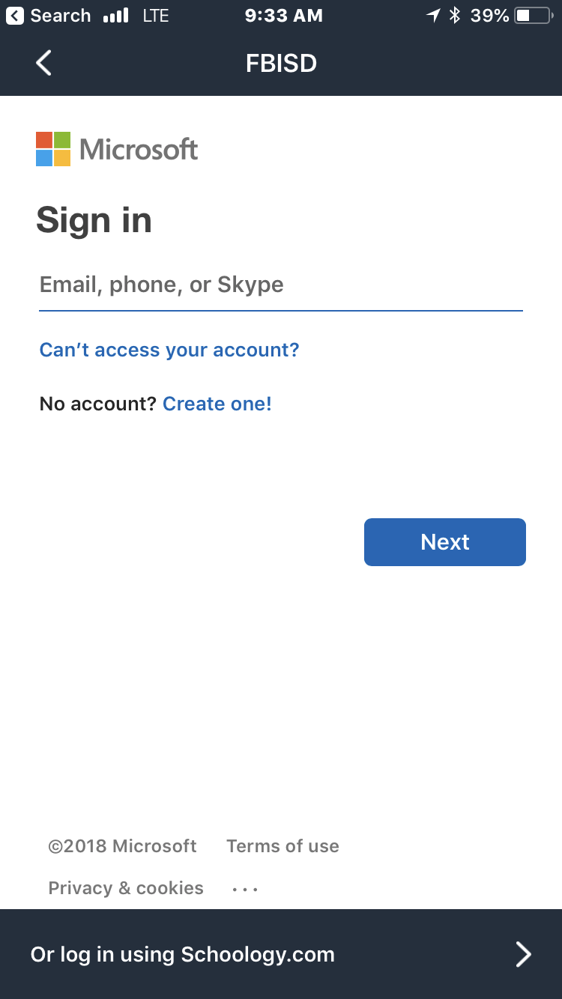 Search LTE 9:33 AM 39%
FBISD
Microsoft
Sign in
Email, phone, or Skype
Can’t access your account?
No account? Create one!
Next
©2018 Microsoft Terms of use
Privacy & cookies ...
Or log in using Schoology.com